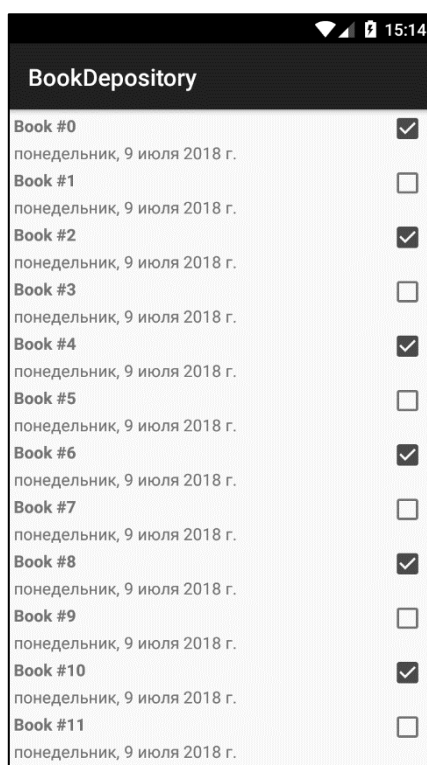 15:14
BookDepository
Book #0
понедельник, 9 июля 2018 г.
Book #1
понедельник, 9 июля 2018 г.
Book #2
понедельник, 9 июля 2018 г.
Book #3
понедельник, 9 июля 2018 г.
Book #4
понедельник, 9 июля 2018 г.
Book #5
понедельник, 9 июля 2018 г.
Book #6
понедельник, 9 июля 2018 г.
Book #7
понедельник, 9 июля 2018 г.
Book #8
понедельник, 9 июля 2018 г.
Book #9
понедельник, 9 июля 2018 г.
Book #10
понедельник, 9 июля 2018 г.
Book #11
понедельник, 9 июля 2018 г.